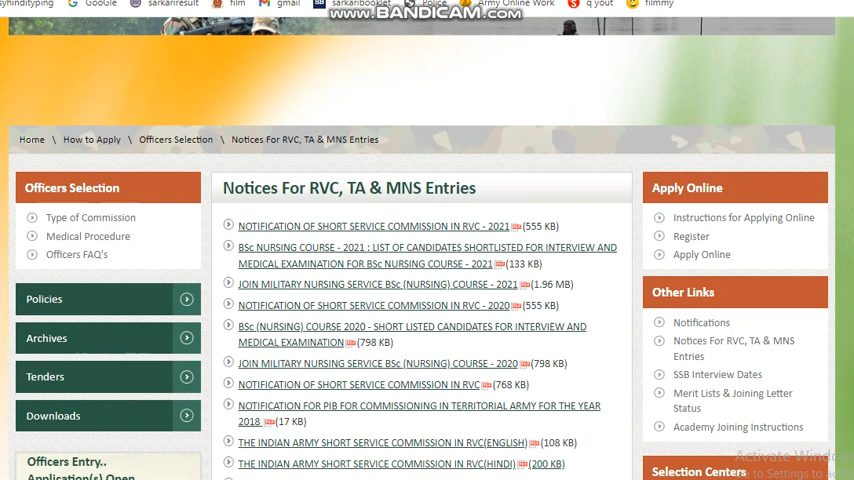 syhindityping GooGle sarkariresult film gmail sarkaribooklet Police Army Online Work q yout filmmy
www.BANDICAM.com
Home \ How to Apply \ Officers Selection \ Notices For RVC, TA & MNS Entries
Officers Selection
Type of Commission
Medical Procedure
Officers FAQ's
Policies
Archives
Tenders
Downloads
Officers Entry..
Application(s) Open
Notices For RVC, TA & MNS Entries
NOTIFICATION OF SHORT SERVICE COMMISSION IN RVC - 2021 (555 KB)
BSc NURSING COURSE - 2021 : LIST OF CANDIDATES SHORTLISTED FOR INTERVIEW AND
MEDICAL EXAMINATION FOR BSc NURSING COURSE - 2021 (133 KB)
JOIN MILITARY NURSING SERVICE BSc (NURSING) COURSE - 2021 (1.96 MB)
NOTIFICATION OF SHORT SERVICE COMMISSION IN RVC - 2020 (555 KB)
BSc (NURSING) COURSE 2020 - SHORT LISTED CANDIDATES FOR INTERVIEW AND
MEDICAL EXAMINATION (798 KB)
JOIN MILITARY NURSING SERVICE BSc (NURSING) COURSE - 2020 (798 KB)
NOTIFICATION OF SHORT SERVICE COMMISSION IN RVC (768 KB)
NOTIFICATION FOR PIB FOR COMMISSIONING IN TERRITORIAL ARMY FOR THE YEAR
2018 (17 KB)
THE INDIAN ARMY SHORT SERVICE COMMISSION IN RVC(ENGLISH) (108 KB)
THE INDIAN ARMY SHORT SERVICE COMMISSION IN RVC(HINDI) (200 KB)
Apply Online
Instructions for Applying Online
Register
Apply Online
Other Links
Notifications
Notices For RVC, TA & MNS
Entries
SSB Interview Dates
Merit Lists & Joining Letter
Status
Academy Joining Instructions
Activate Windo
Selection Centers
Go to Settings to a